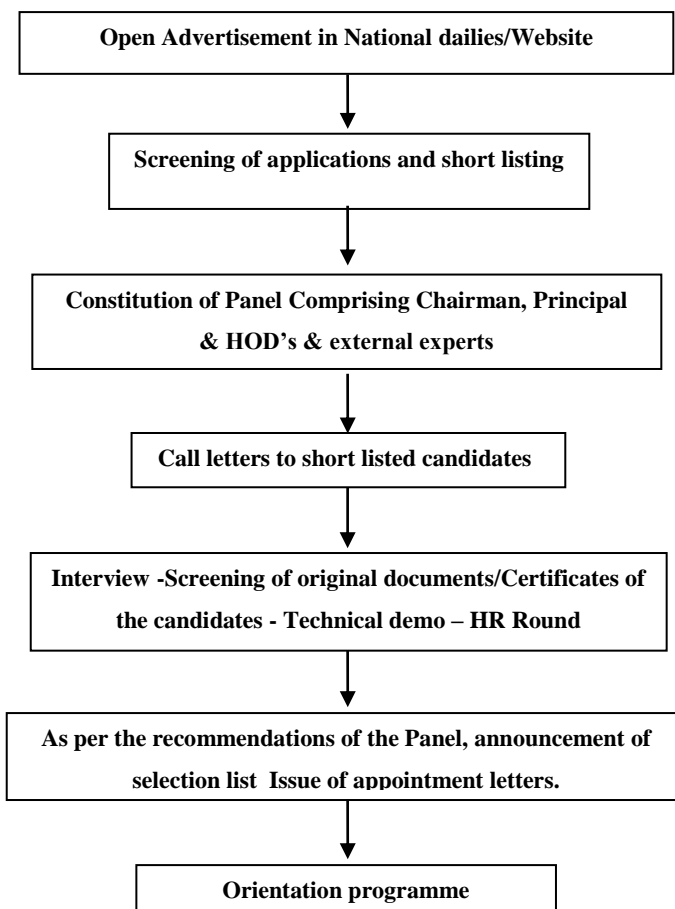 Open Advertisement in National dailies/Website
Screening of applications and short listing
Constitution of Panel Comprising Chairman, Principal
& HOD’s & external experts
Call letters to short listed candidates
Interview -Screening of original documents/Certificates of
the candidates - Technical demo – HR Round
As per the recommendations of the Panel, announcement of
selection list  Issue of appointment letters.
Orientation programme